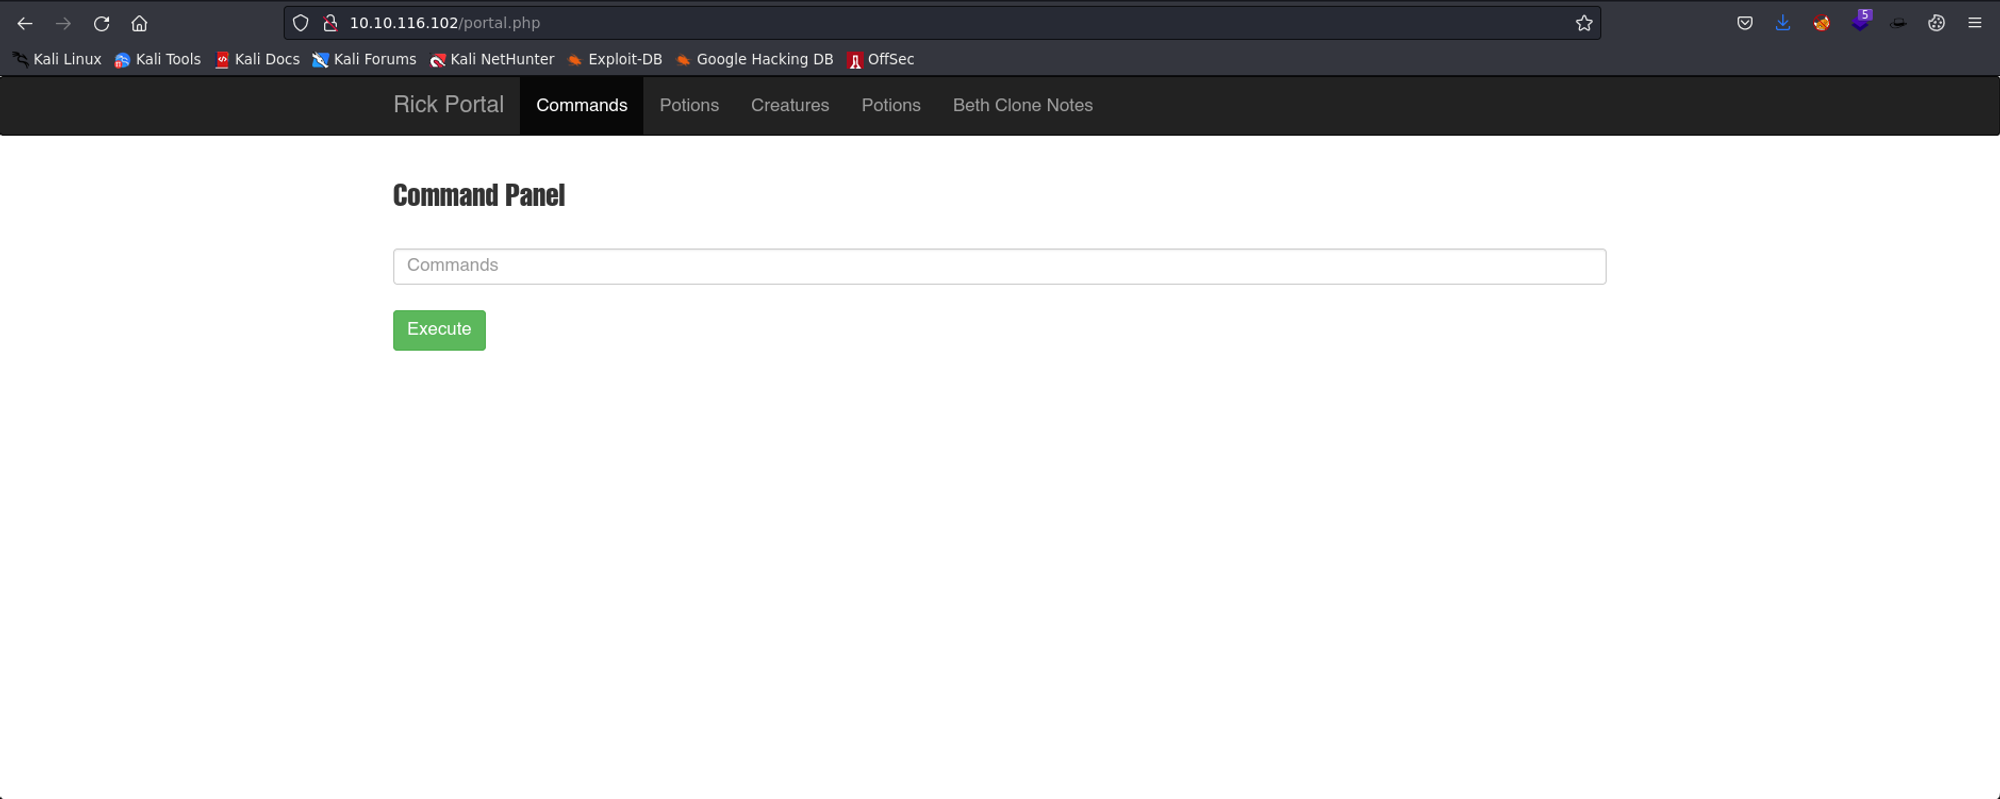 10.10.116.102/portal.php
5
Kali Linux Kali Tools Kali Docs Kali Forums Kali NetHunter Exploit-DB Google Hacking DB OffSec
Rick Portal Commands Potions Creatures Potions Beth Clone Notes
Command Panel
Commands
Execute